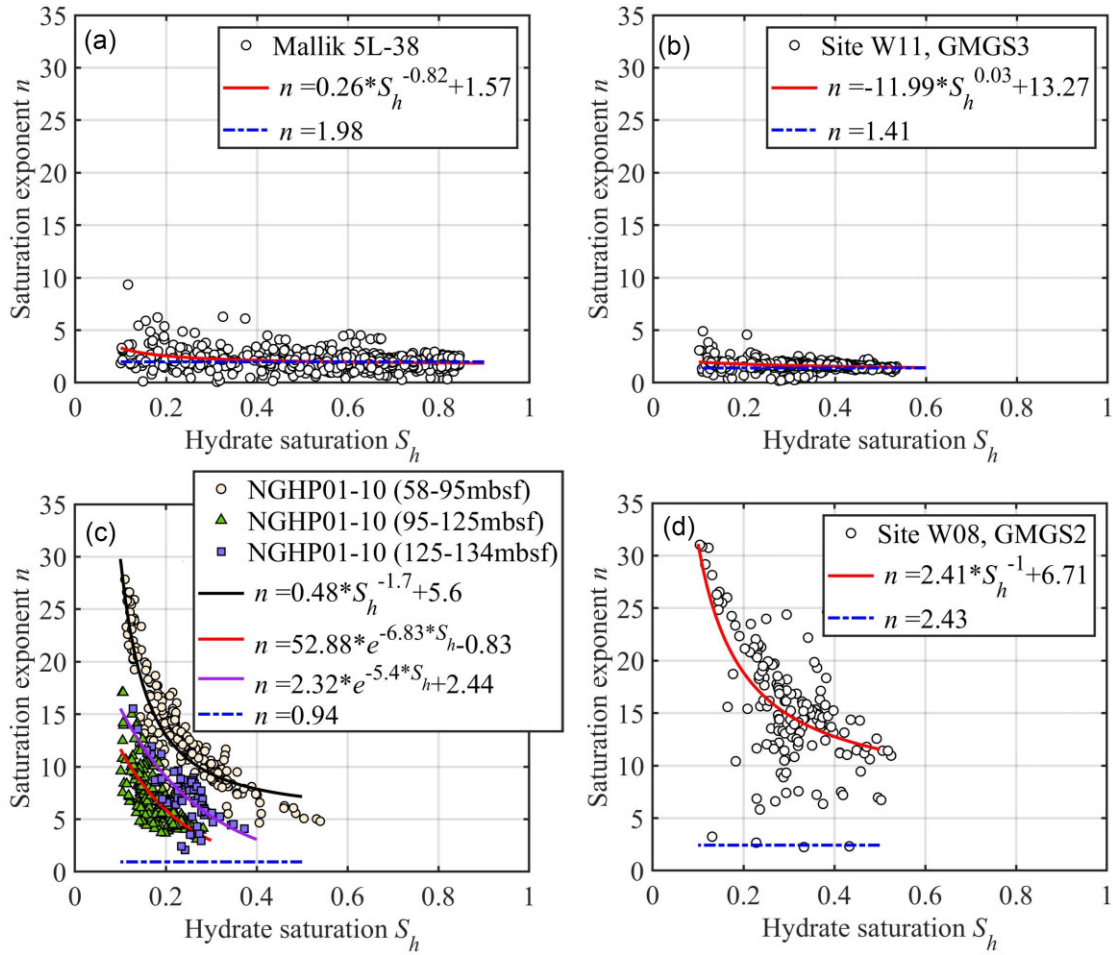 (a)
Mallik 5L-38
n=0.26*S_h^-0.82+1.57
n=1.98
Saturation exponent n
35
30
25
20
15
10
5
0
0 0.2 0.4 0.6 0.8 1
Hydrate saturation S_h
(b)
Site W11, GMGS3
n=-11.99*S_h^0.03+13.27
n=1.41
Saturation exponent n
35
30
25
20
15
10
5
0
0 0.2 0.4 0.6 0.8 1
Hydrate saturation S_h
(c)
NGHP01-10 (58-95mbsf)
NGHP01-10 (95-125mbsf)
NGHP01-10 (125-134mbsf)
n=0.48*S_h^-1.7+5.6
n=52.88*e^-6.83*S_h-0.83
n=2.32*e^-5.4*S_h+2.44
n=0.94
Saturation exponent n
35
30
25
20
15
10
5
0
0 0.2 0.4 0.6 0.8 1
Hydrate saturation S_h
(d)
Site W08, GMGS2
n=2.41*S_h^-1+6.71
n=2.43
Saturation exponent n
35
30
25
20
15
10
5
0
0 0.2 0.4 0.6 0.8 1
Hydrate saturation S_h